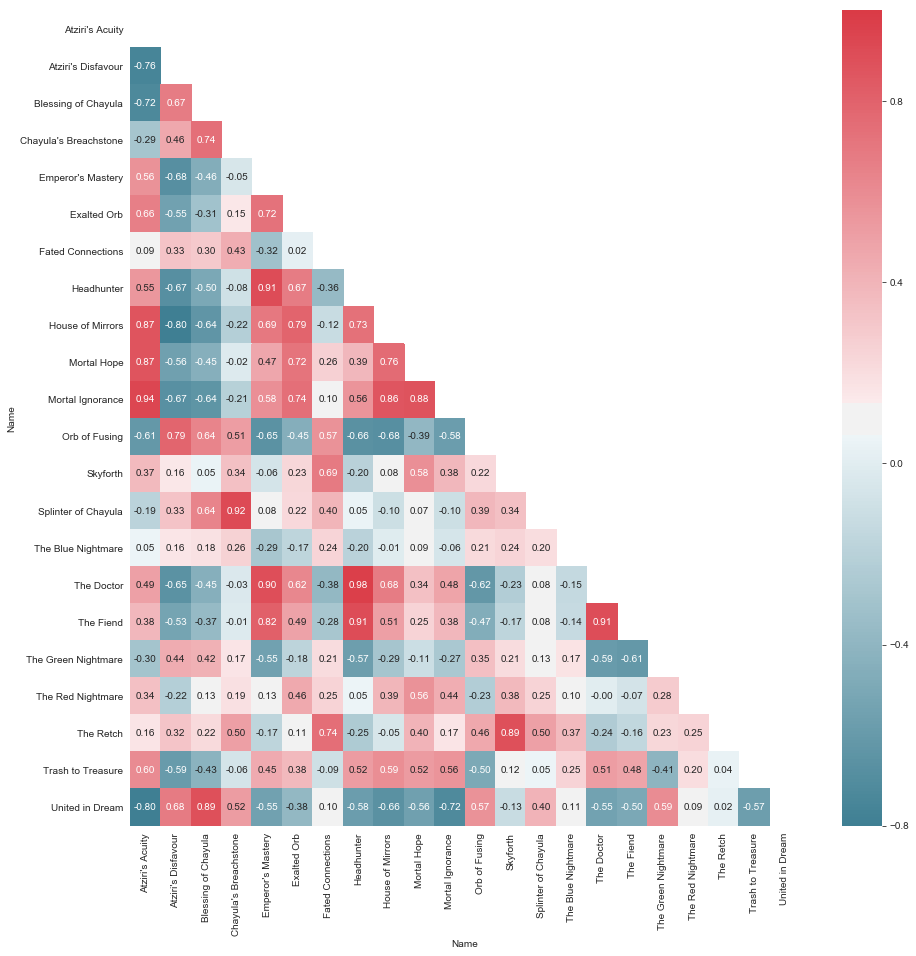 Atziri's Acuity
Atziri's Disfavour -0.76
Blessing of Chayula -0.72 0.67
Chayula's Breachstone -0.29 0.46 0.74
Emperor's Mastery 0.56 -0.68 -0.46 -0.05
Exalted Orb 0.66 -0.55 -0.31 0.15 0.72
Fated Connections 0.09 0.33 0.30 0.43 -0.32 0.02
Headhunter 0.55 -0.67 -0.50 -0.08 0.91 0.67 -0.36
House of Mirrors 0.87 -0.80 -0.64 -0.22 0.69 0.79 -0.12 0.73
Mortal Hope 0.87 -0.56 -0.45 -0.02 0.47 0.72 0.26 0.39 0.76
Mortal Ignorance 0.94 -0.67 -0.64 -0.21 0.58 0.74 0.10 0.56 0.86 0.88
Orb of Fusing -0.61 0.79 0.64 0.51 -0.65 -0.45 0.57 -0.66 -0.68 -0.39 -0.58
Skyforth 0.37 0.16 0.05 0.34 -0.06 0.23 0.69 -0.20 0.08 0.58 0.38 0.22
Splinter of Chayula -0.19 0.33 0.64 0.92 0.08 0.22 0.40 0.05 -0.10 0.07 -0.10 0.39 0.34
The Blue Nightmare 0.05 0.16 0.18 0.26 -0.29 -0.17 0.24 -0.20 -0.01 0.09 -0.06 0.21 0.24 0.20
The Doctor 0.49 -0.65 -0.45 -0.03 0.90 0.62 -0.38 0.98 0.68 0.34 0.48 -0.62 -0.23 0.08 -0.15
The Fiend 0.38 -0.53 -0.37 -0.01 0.82 0.49 -0.28 0.91 0.51 0.25 0.38 -0.47 -0.17 0.08 -0.14 0.91
The Green Nightmare -0.30 0.44 0.42 0.17 -0.55 -0.18 0.21 -0.57 -0.29 -0.11 -0.27 0.35 0.21 0.13 0.17 -0.59 -0.61
The Red Nightmare 0.34 -0.22 0.13 0.19 0.13 0.46 0.25 0.05 0.39 0.56 0.44 -0.23 0.38 0.25 0.10 -0.00 -0.07 0.28
The Retch 0.16 0.32 0.22 0.50 -0.17 0.11 0.74 -0.25 -0.05 0.40 0.17 0.46 0.89 0.50 0.37 -0.24 -0.16 0.23 0.25
Trash to Treasure 0.60 -0.59 -0.43 -0.06 0.45 0.38 -0.09 0.52 0.59 0.52 0.56 -0.50 0.12 0.05 0.25 0.51 0.48 -0.41 0.20 0.04
United in Dream -0.80 0.68 0.89 0.52 -0.55 -0.38 0.10 -0.58 -0.66 -0.56 -0.72 0.57 -0.13 0.40 0.11 -0.55 -0.50 0.59 0.09 0.02 -0.57
Name
Atziri's Acuity
Atziri's Disfavour
Blessing of Chayula
Chayula's Breachstone
Emperor's Mastery
Exalted Orb
Fated Connections
Headhunter
House of Mirrors
Mortal Hope
Mortal Ignorance
Orb of Fusing
Skyforth
Splinter of Chayula
The Blue Nightmare
The Doctor
The Fiend
The Green Nightmare
The Red Nightmare
The Retch
Trash to Treasure
United in Dream
Name
0.8
0.4
0.0
−0.4
−0.8